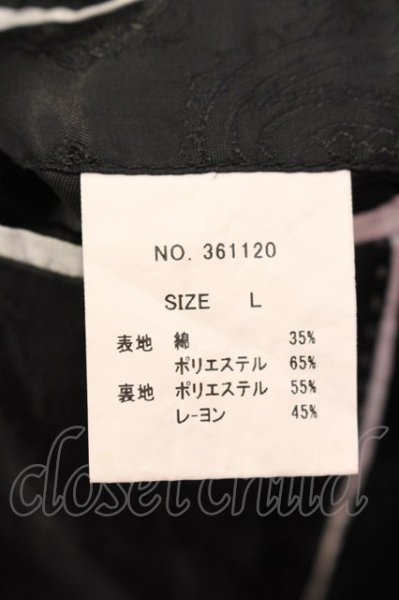 NO. 361120
SIZE L
表地 綿 35%
ポリエステル 65%
裏地 ポリエステル 55%
レーヨン 45%
closet child